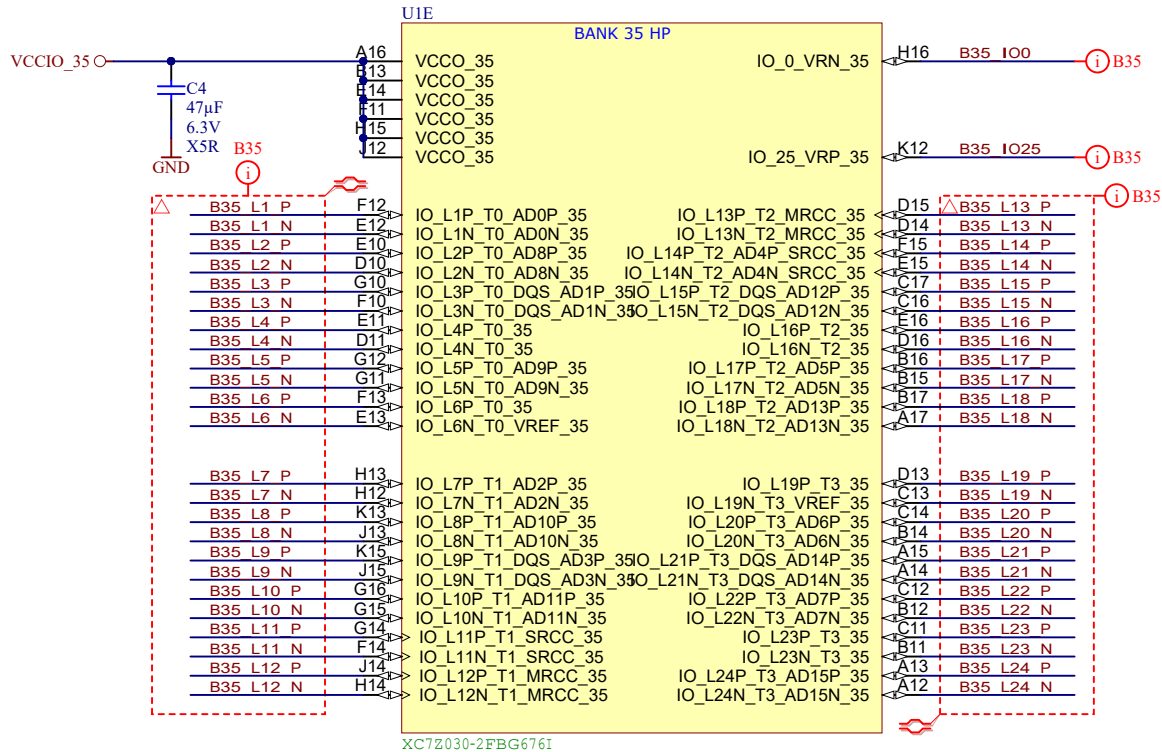 U1E
BANK 35 HP
VCCIO_35 A16 VCCO_35 IO_0_VRN_35 H16 B35_IO0 i B35
B13 VCCO_35
E14 VCCO_35
F11 VCCO_35
H15 VCCO_35
J12 VCCO_35 IO_25_VRP_35 K12 B35_IO25 i B35
C4
47µF
6.3V
X5R
GND
B35
i
i B35
B35_L1_P F12 IO_L1P_T0_AD0P_35 IO_L13P_T2_MRCC_35 D15 B35_L13_P
B35_L1_N E12 IO_L1N_T0_AD0N_35 IO_L13N_T2_MRCC_35 D14 B35_L13_N
B35_L2_P E10 IO_L2P_T0_AD8P_35 IO_L14P_T2_AD4P_SRCC_35 F15 B35_L14_P
B35_L2_N D10 IO_L2N_T0_AD8N_35 IO_L14N_T2_AD4N_SRCC_35 E15 B35_L14_N
B35_L3_P G10 IO_L3P_T0_DQS_AD1P_35 IO_L15P_T2_DQS_AD12P_35 C17 B35_L15_P
B35_L3_N F10 IO_L3N_T0_DQS_AD1N_35 IO_L15N_T2_DQS_AD12N_35 C16 B35_L15_N
B35_L4_P E11 IO_L4P_T0_35 IO_L16P_T2_35 E16 B35_L16_P
B35_L4_N D11 IO_L4N_T0_35 IO_L16N_T2_35 D16 B35_L16_N
B35_L5_P G12 IO_L5P_T0_AD9P_35 IO_L17P_T2_AD5P_35 B16 B35_L17_P
B35_L5_N G11 IO_L5N_T0_AD9N_35 IO_L17N_T2_AD5N_35 B15 B35_L17_N
B35_L6_P F13 IO_L6P_T0_35 IO_L18P_T2_AD13P_35 B17 B35_L18_P
B35_L6_N E13 IO_L6N_T0_VREF_35 IO_L18N_T2_AD13N_35 A17 B35_L18_N
B35_L7_P H13 IO_L7P_T1_AD2P_35 IO_L19P_T3_35 D13 B35_L19_P
B35_L7_N H12 IO_L7N_T1_AD2N_35 IO_L19N_T3_VREF_35 C13 B35_L19_N
B35_L8_P K13 IO_L8P_T1_AD10P_35 IO_L20P_T3_AD6P_35 C14 B35_L20_P
B35_L8_N J13 IO_L8N_T1_AD10N_35 IO_L20N_T3_AD6N_35 B14 B35_L20_N
B35_L9_P K15 IO_L9P_T1_DQS_AD3P_35 IO_L21P_T3_DQS_AD14P_35 A15 B35_L21_P
B35_L9_N J15 IO_L9N_T1_DQS_AD3N_35 IO_L21N_T3_DQS_AD14N_35 A14 B35_L21_N
B35_L10_P G16 IO_L10P_T1_AD11P_35 IO_L22P_T3_AD7P_35 C12 B35_L22_P
B35_L10_N G15 IO_L10N_T1_AD11N_35 IO_L22N_T3_AD7N_35 B12 B35_L22_N
B35_L11_P G14 IO_L11P_T1_SRCC_35 IO_L23P_T3_35 C11 B35_L23_P
B35_L11_N F14 IO_L11N_T1_SRCC_35 IO_L23N_T3_35 B11 B35_L23_N
B35_L12_P J14 IO_L12P_T1_MRCC_35 IO_L24P_T3_AD15P_35 A13 B35_L24_P
B35_L12_N H14 IO_L12N_T1_MRCC_35 IO_L24N_T3_AD15N_35 A12 B35_L24_N
XC7Z030-2FBG676I